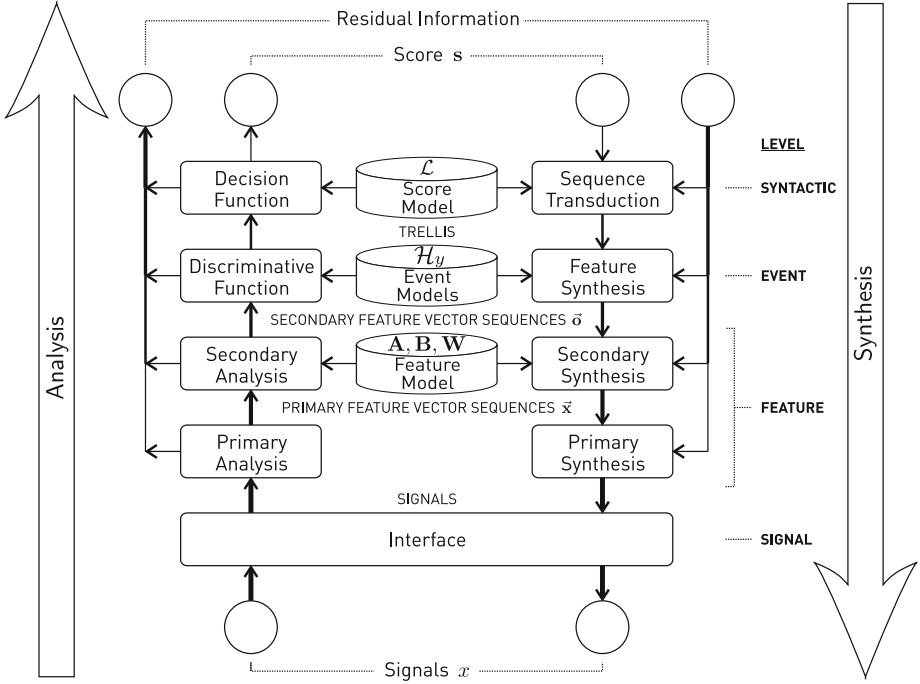 Residual Information
Score s
LEVEL
Decision Function
ℒ
Score Model
Sequence Transduction
SYNTACTIC
TRELLIS
Discriminative Function
ℋy
Event Models
Feature Synthesis
EVENT
SECONDARY FEATURE VECTOR SEQUENCES o⃗
Secondary Analysis
A, B, W
Feature Model
Secondary Synthesis
PRIMARY FEATURE VECTOR SEQUENCES x⃗
FEATURE
Primary Analysis
Primary Synthesis
SIGNALS
Interface
SIGNAL
Signals x
Analysis
Synthesis